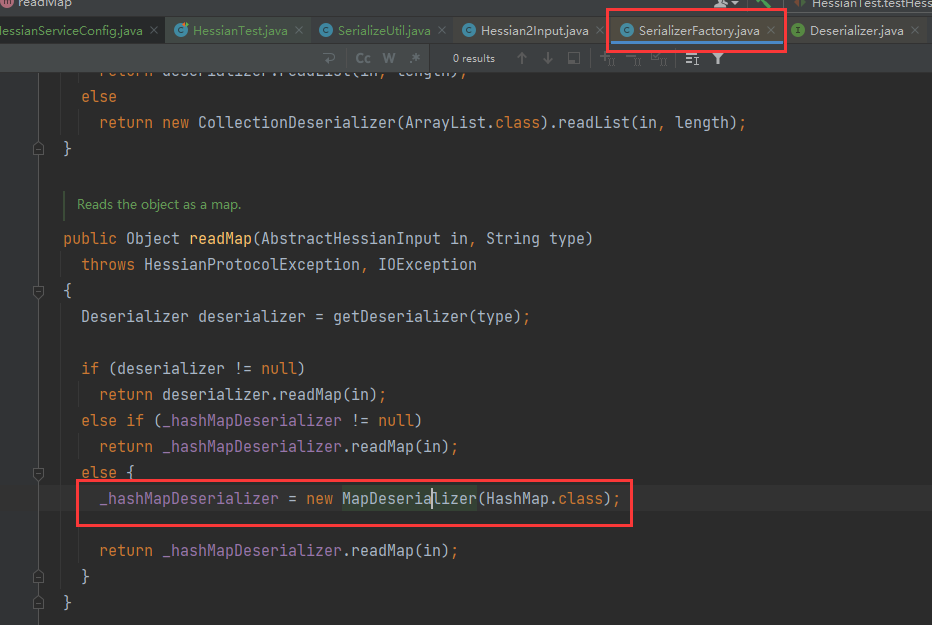 readMap
HessianTest.testHess
essianServiceConfig.java
HessianTest.java
SerializeUtil.java
Hessian2Input.java
SerializerFactory.java
Deserializer.java
Cc W .* 0 results
return deserializer.readList(in, length);
else
return new CollectionDeserializer(ArrayList.class).readList(in, length);
}
Reads the object as a map.
public Object readMap(AbstractHessianInput in, String type)
throws HessianProtocolException, IOException
{
Deserializer deserializer = getDeserializer(type);
if (deserializer != null)
return deserializer.readMap(in);
else if (_hashMapDeserializer != null)
return _hashMapDeserializer.readMap(in);
else {
_hashMapDeserializer = new MapDeserializer(HashMap.class);
return _hashMapDeserializer.readMap(in);
}
}